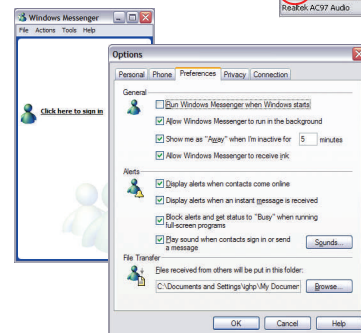 Realtek AC97 Audio
Windows Messenger
File Actions Tools Help
Click here to sign in
Options
Personal Phone Preferences Privacy Connection
General
Run Windows Messenger when Windows starts
Allow Windows Messenger to run in the background
Show me as "Away" when I'm inactive for 5 minutes
Allow Windows Messenger to receive ink
Alerts
Display alerts when contacts come online
Display alerts when an instant message is received
Block alerts and set status to "Busy" when running
full-screen programs
Play sound when contacts sign in or send
a message
Sounds...
File Transfer
Files received from others will be put in this folder:
C:\Documents and Settings\ighp\My Documer
Browse...
OK Cancel Help